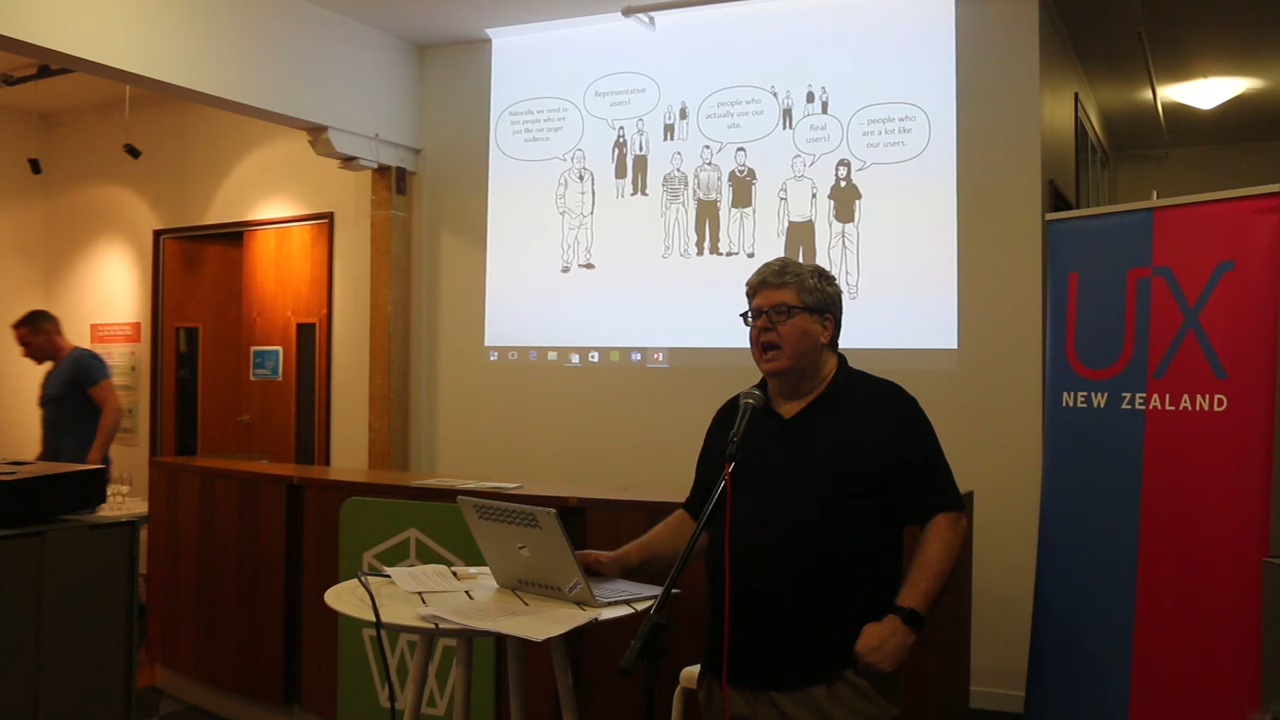 Naturally, we need to
test people who are
just like our target
audience.
Representative
users!
... people who
actually use our
site.
Real
users!
... people who
are a lot like
our users.
UX
NEW ZEALAND